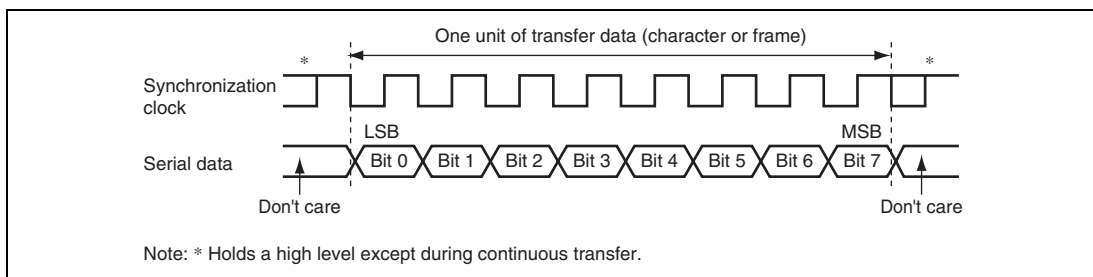 One unit of transfer data (character or frame)
* *
Synchronization
clock
LSB MSB
Serial data Bit 0 Bit 1 Bit 2 Bit 3 Bit 4 Bit 5 Bit 6 Bit 7
Don't care Don't care
Note: * Holds a high level except during continuous transfer.